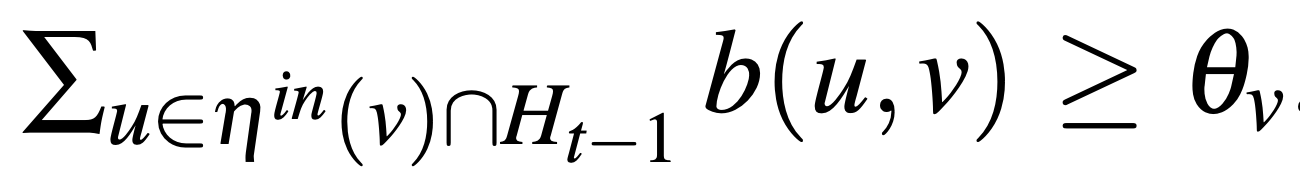 ∑u∈η^{in}(v)∩H_{t−1} b(u, v) ≥ θ_v.